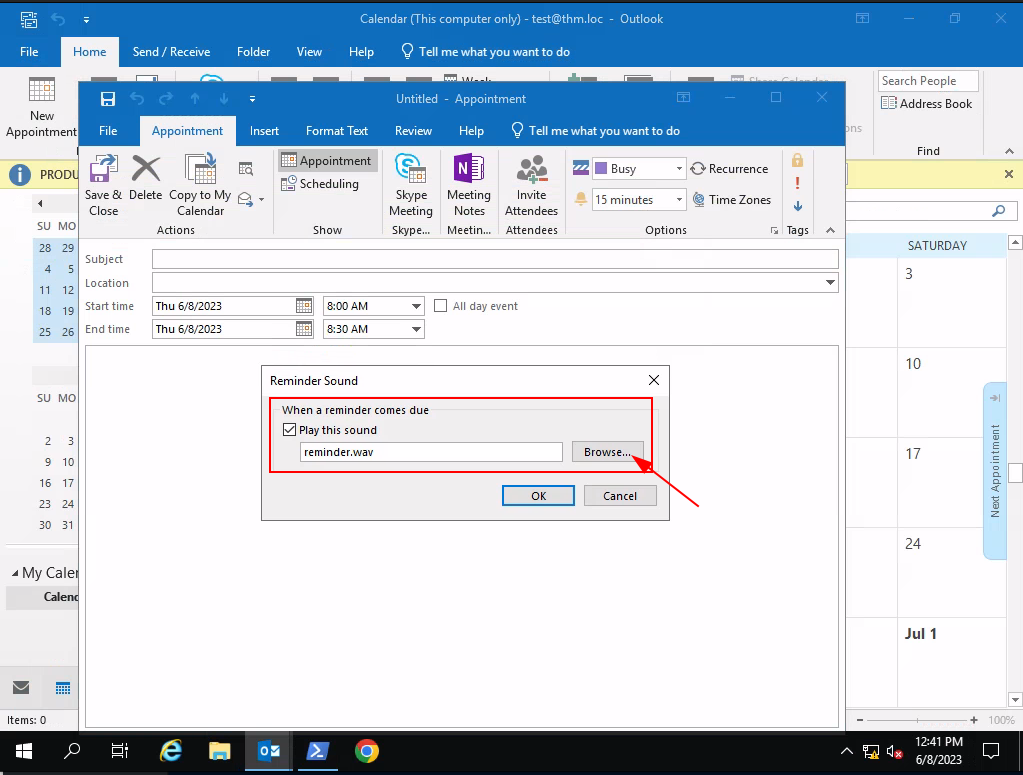 Calendar (This computer only) - test@thm.loc - Outlook
File Home Send / Receive Folder View Help Tell me what you want to do
New
Appointment
Week
Share Calendar
Search People
Address Book
Find
PRODU
Untitled - Appointment
File Appointment Insert Format Text Review Help Tell me what you want to do
Save &
Close
Delete
Copy to My
Calendar
Actions
Appointment
Scheduling
Show
Skype
Meeting
Skype...
Meeting
Notes
Meetin...
Invite
Attendees
Attendees
Busy
15 minutes
Recurrence
Time Zones
Options
Tags
Subject
Location
Start time Thu 6/8/2023 8:00 AM All day event
End time Thu 6/8/2023 8:30 AM
Reminder Sound
When a reminder comes due
Play this sound
reminder.wav Browse...
OK Cancel
SU MO
28 29
4 5
11 12
18 19
25 26
SU MO
2 3
9 10
16 17
23 24
30 31
My Caler
Calend
Items: 0
SATURDAY
3
10
17
24
Jul 1
Next Appointment
100%
12:41 PM
6/8/2023